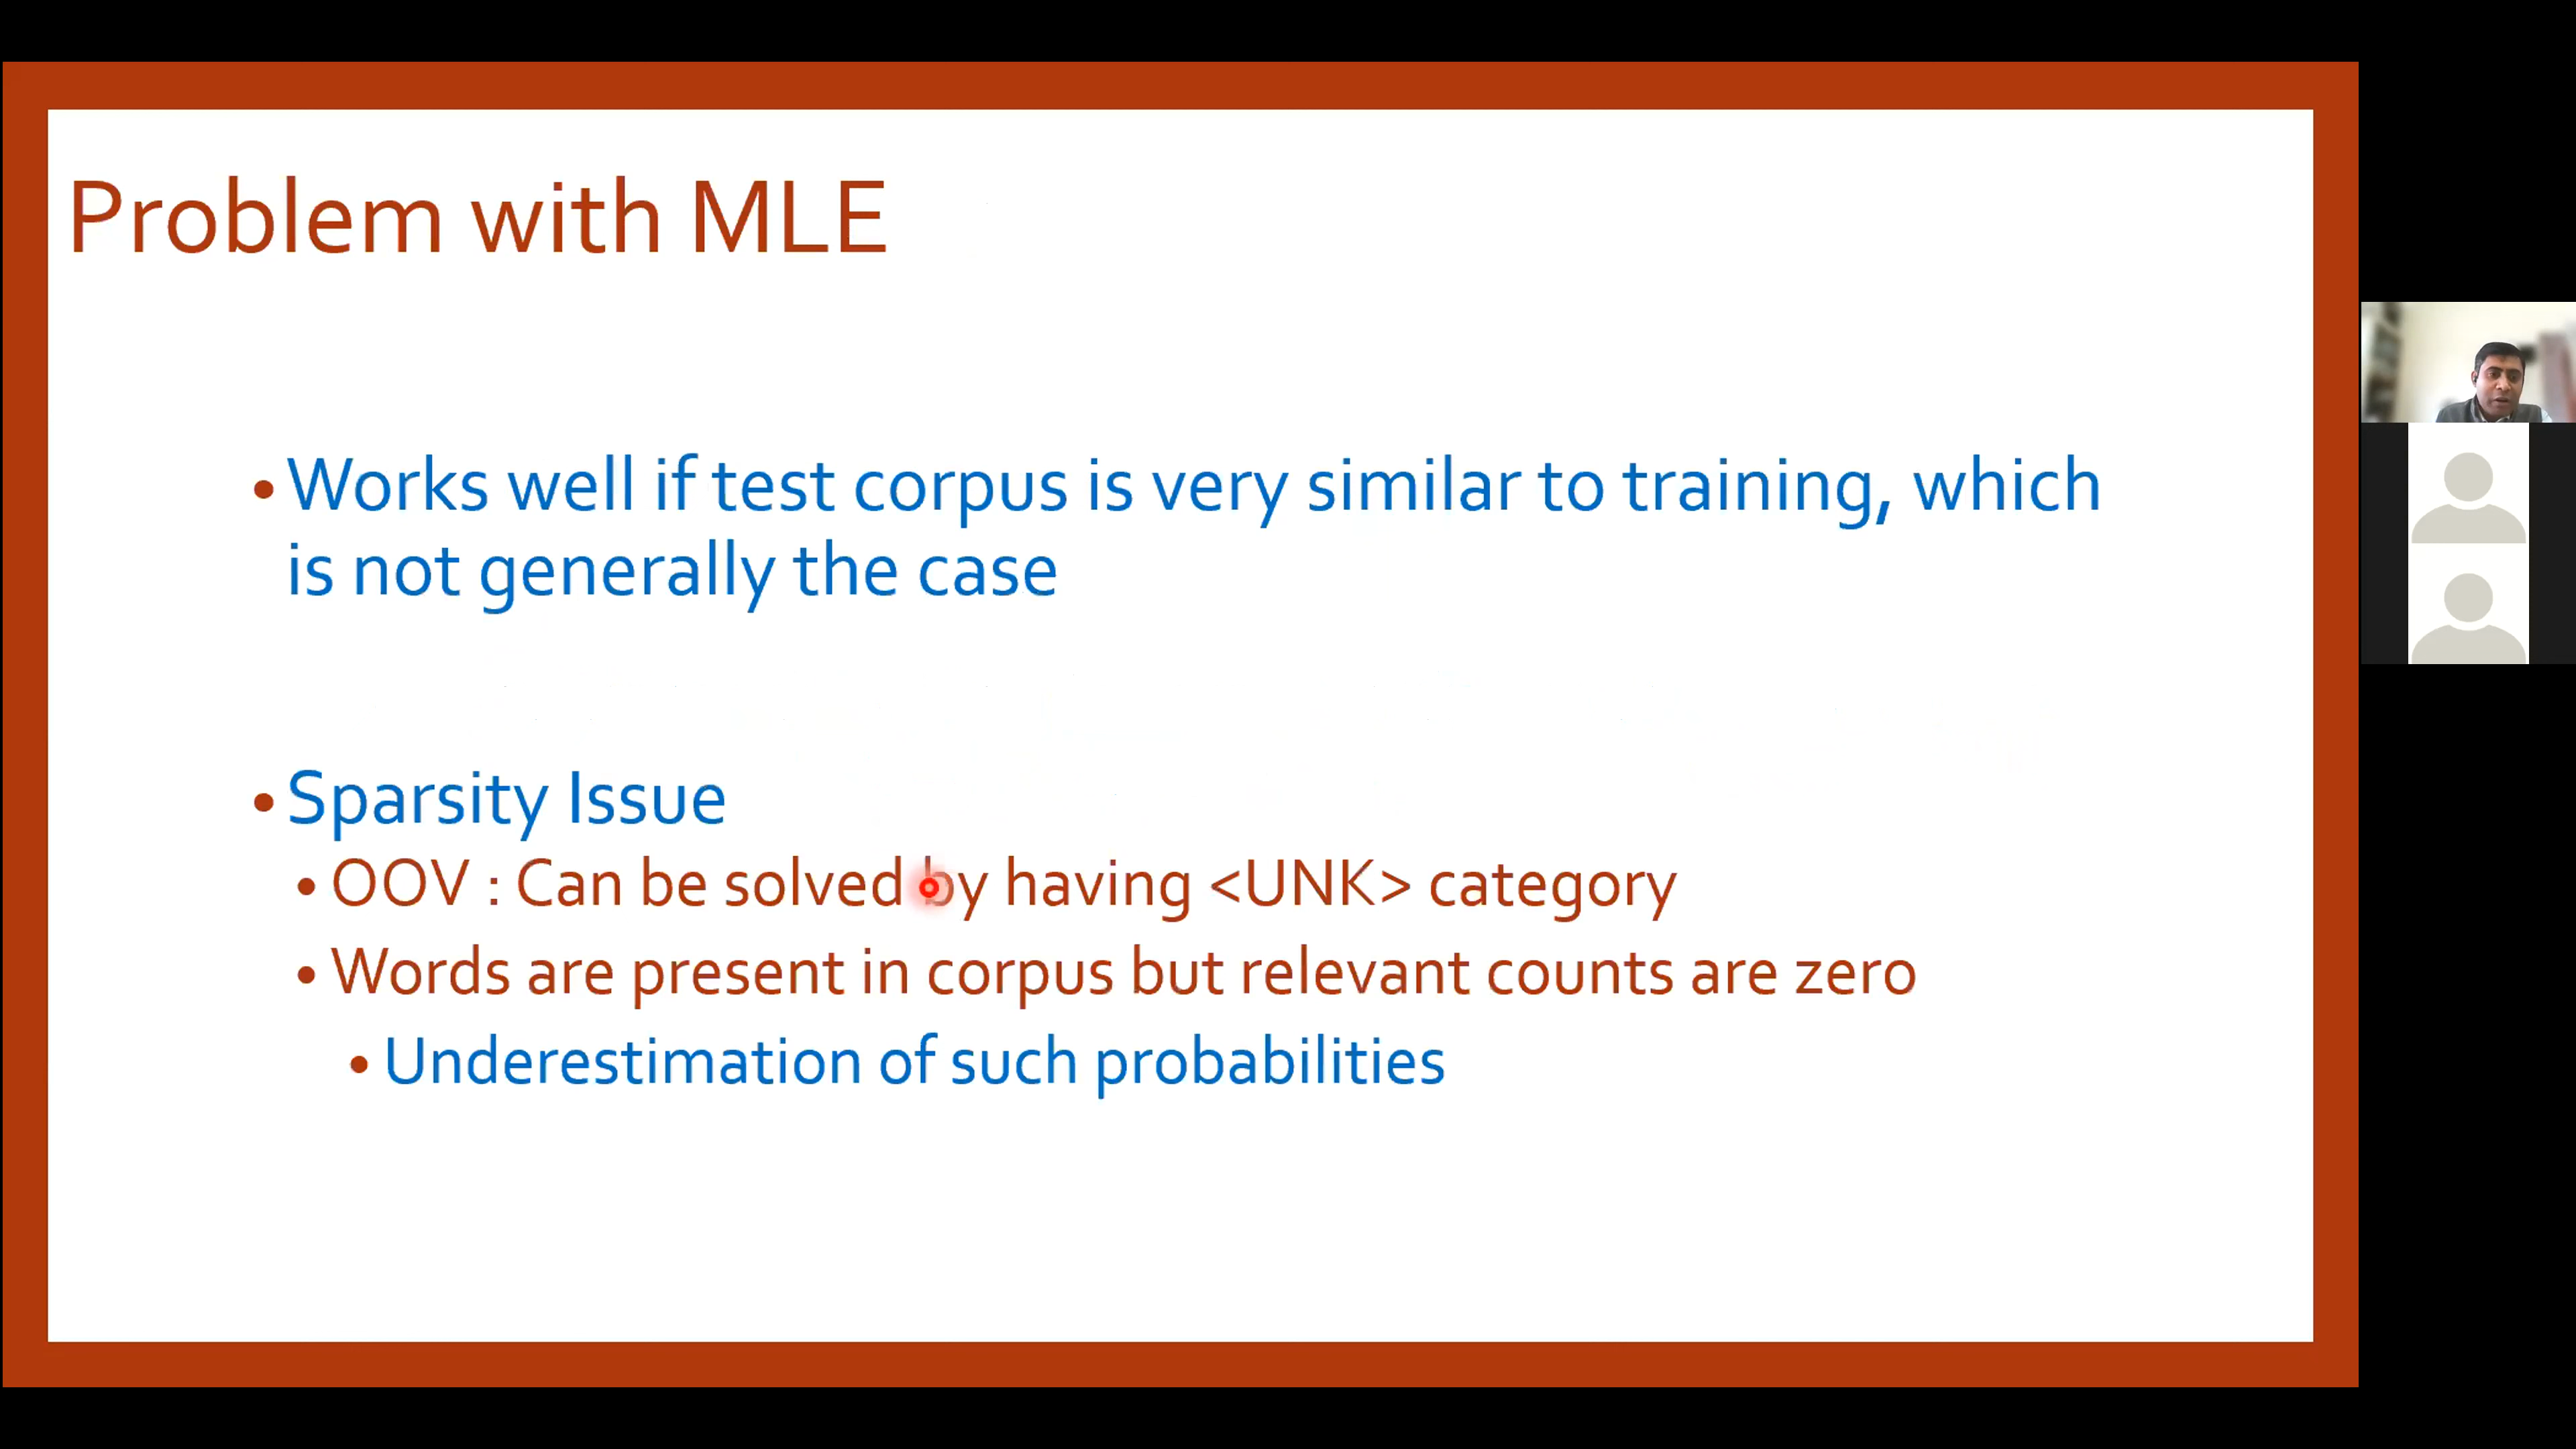 Problem with MLE
• Works well if test corpus is very similar to training, which
is not generally the case
• Sparsity Issue
• OOV : Can be solved by having <UNK> category
• Words are present in corpus but relevant counts are zero
• Underestimation of such probabilities